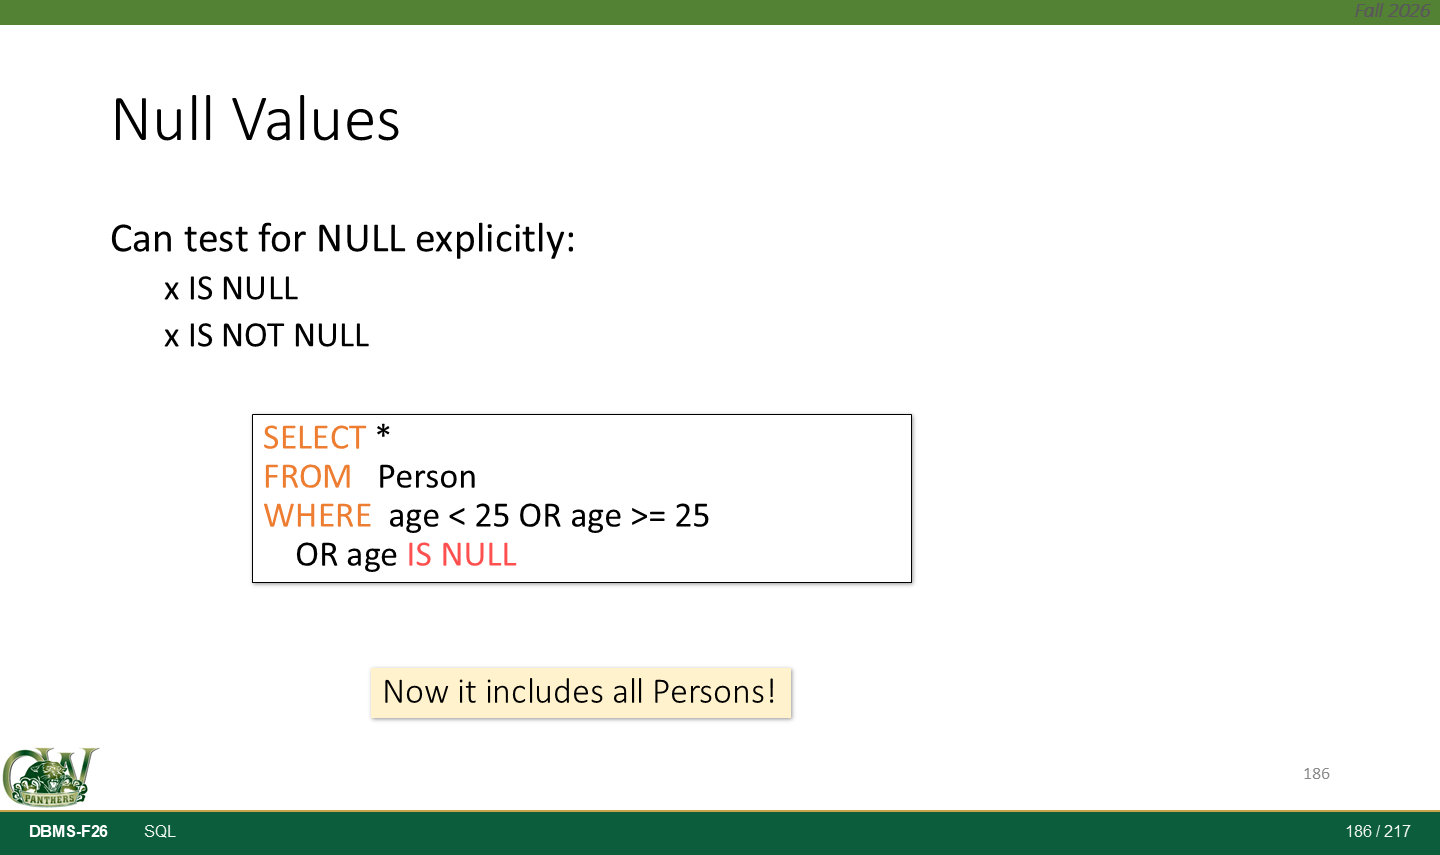 Fall 2026
Null Values
Can test for NULL explicitly:
x IS NULL
x IS NOT NULL
SELECT *
FROM Person
WHERE age < 25 OR age >= 25
OR age IS NULL
Now it includes all Persons!
OW
PANTHERS
186
DBMS-F26 SQL 186 / 217